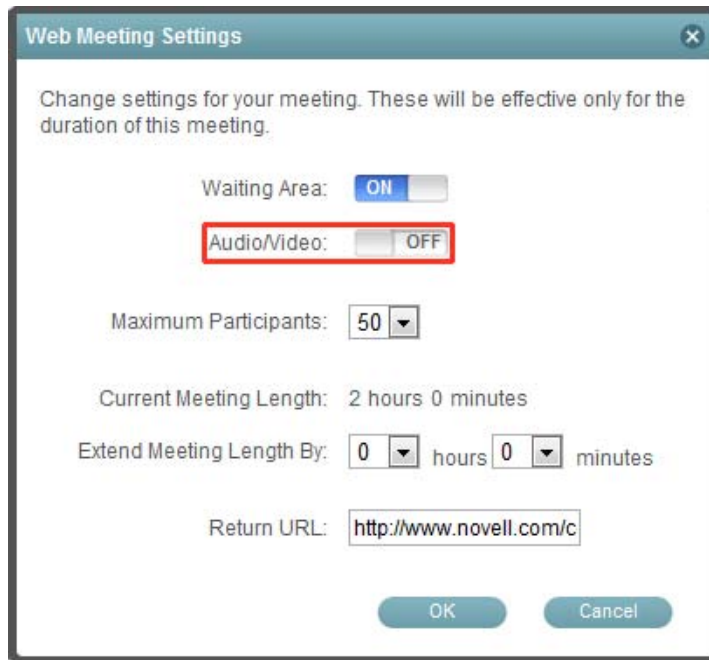 Web Meeting Settings
Change settings for your meeting. These will be effective only for the
duration of this meeting.
Waiting Area: ON
Audio/Video: OFF
Maximum Participants: 50
Current Meeting Length: 2 hours 0 minutes
Extend Meeting Length By: 0 hours 0 minutes
Return URL: http://www.novell.com/c
OK Cancel